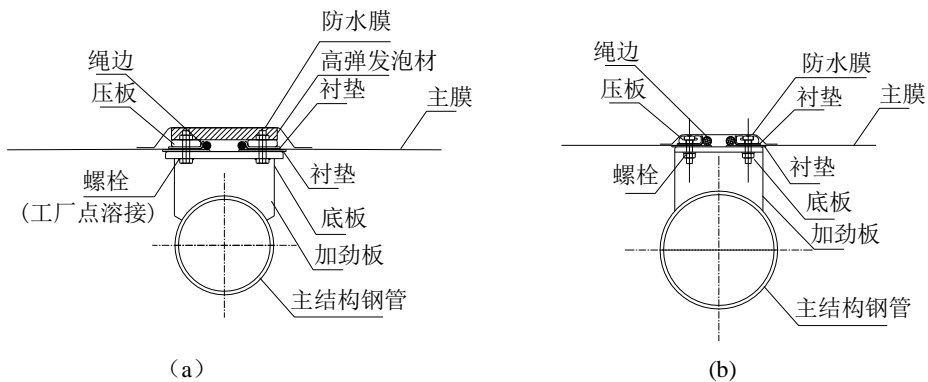 防水膜
绳边
高弹发泡材
压板
衬垫
主膜
螺栓
(工厂点溶接)
衬垫
底板
加劲板
主结构钢管
（a）
绳边
防水膜
压板
衬垫
主膜
螺栓
衬垫
底板
加劲板
主结构钢管
(b)